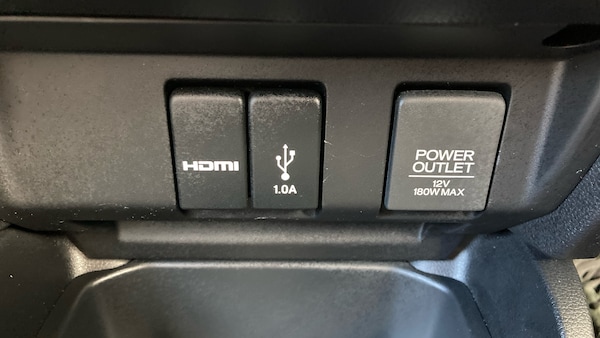 HDMI
1.0A
POWER
OUTLET
12V
180W MAX